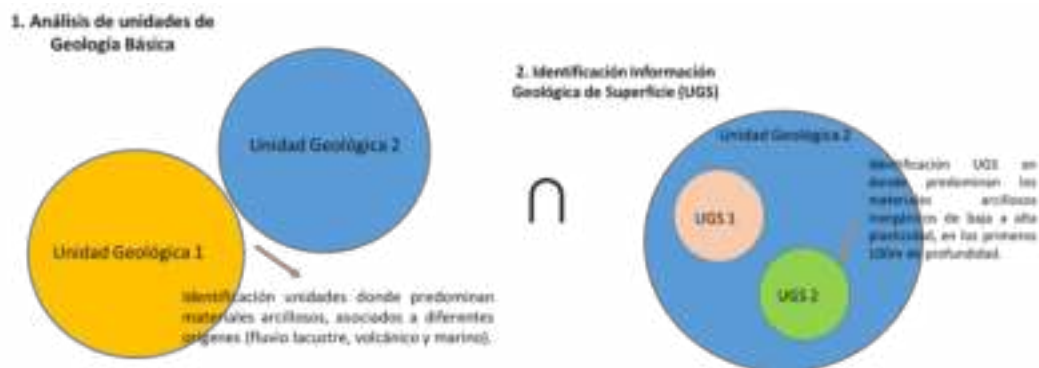 1. Análisis de unidades de
Geología Básica
Unidad Geológica 2
Unidad Geológica 1
Identificación unidades donde predominan
materiales arcillosos, asociados a diferentes
orígenes (fluvio lacustre, volcánico y marino).
∩
2. Identificación Información
Geológica de Superficie (UGS)
Unidad Geológica 2
UGS 1
UGS 2
Identificación UGS en
donde predominan los
materiales arcillosos
inorgánicos de baja a alta
plasticidad, en los primeros
100m de profundidad.